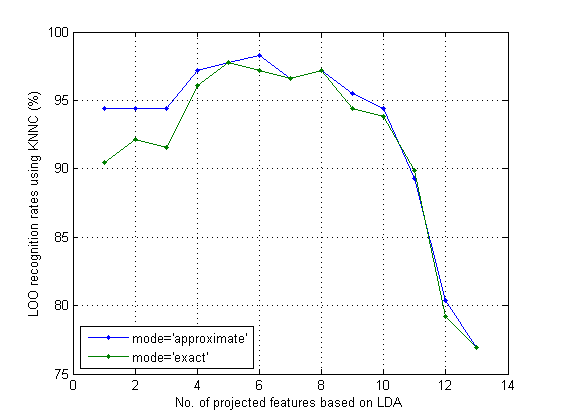 100
95
90
85
80
75
LOO recognition rates using KNNC (%)
mode='approximate'
mode='exact'
0 2 4 6 8 10 12 14
No. of projected features based on LDA